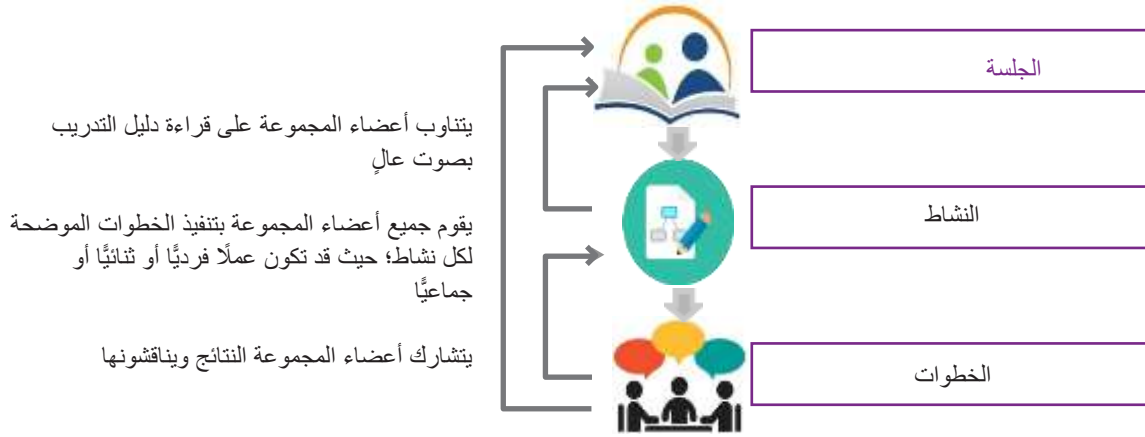 الجلسة
يتناوب أعضاء المجموعة على قراءة دليل التدريب
بصوت عالٍ
النشاط
يقوم جميع أعضاء المجموعة بتنفيذ الخطوات الموضحة
لكل نشاط؛ حيث قد تكون عملًا فرديًّا أو ثنائيًّا أو
جماعيًّا
الخطوات
يتشارك أعضاء المجموعة النتائج ويناقشونها